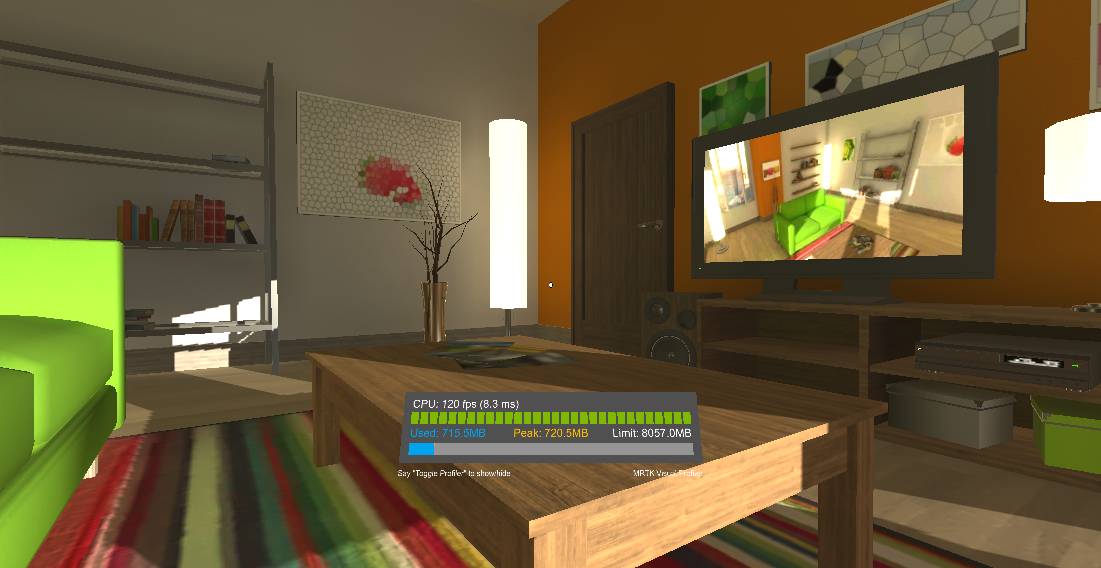 CPU: 120 fps (8.3 ms)
Used: 715.5MB Peak: 720.5MB Limit: 8057.0MB
Say "Toggle Profiler" to show/hide MRTK Visual Profiler